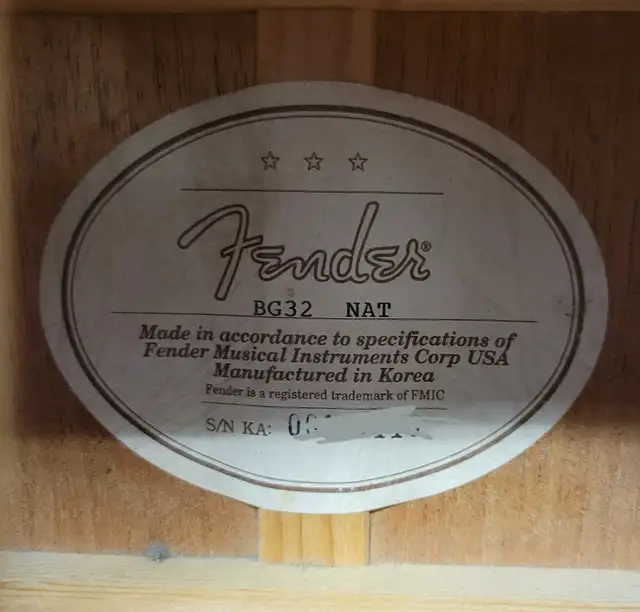 Fender®
BG32 NAT
Made in accordance to specifications of
Fender Musical Instruments Corp USA
Manufactured in Korea
Fender is a registered trademark of FMIC
S/N KA: